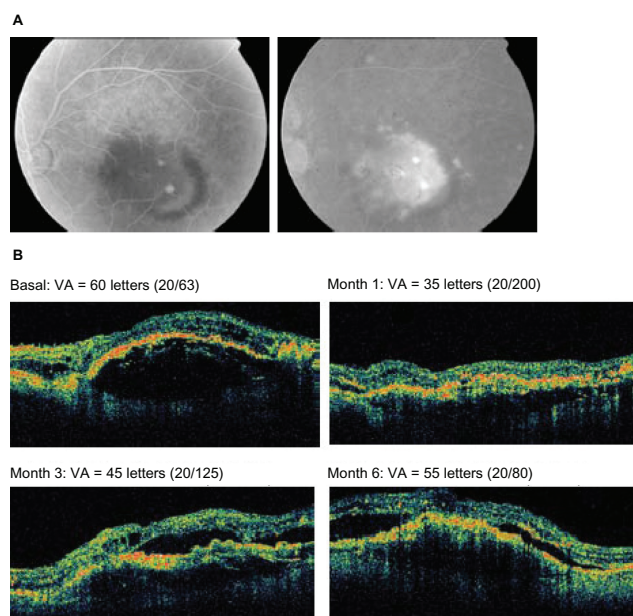 A
B
Basal: VA = 60 letters (20/63)
Month 1: VA = 35 letters (20/200)
Month 3: VA = 45 letters (20/125)
Month 6: VA = 55 letters (20/80)